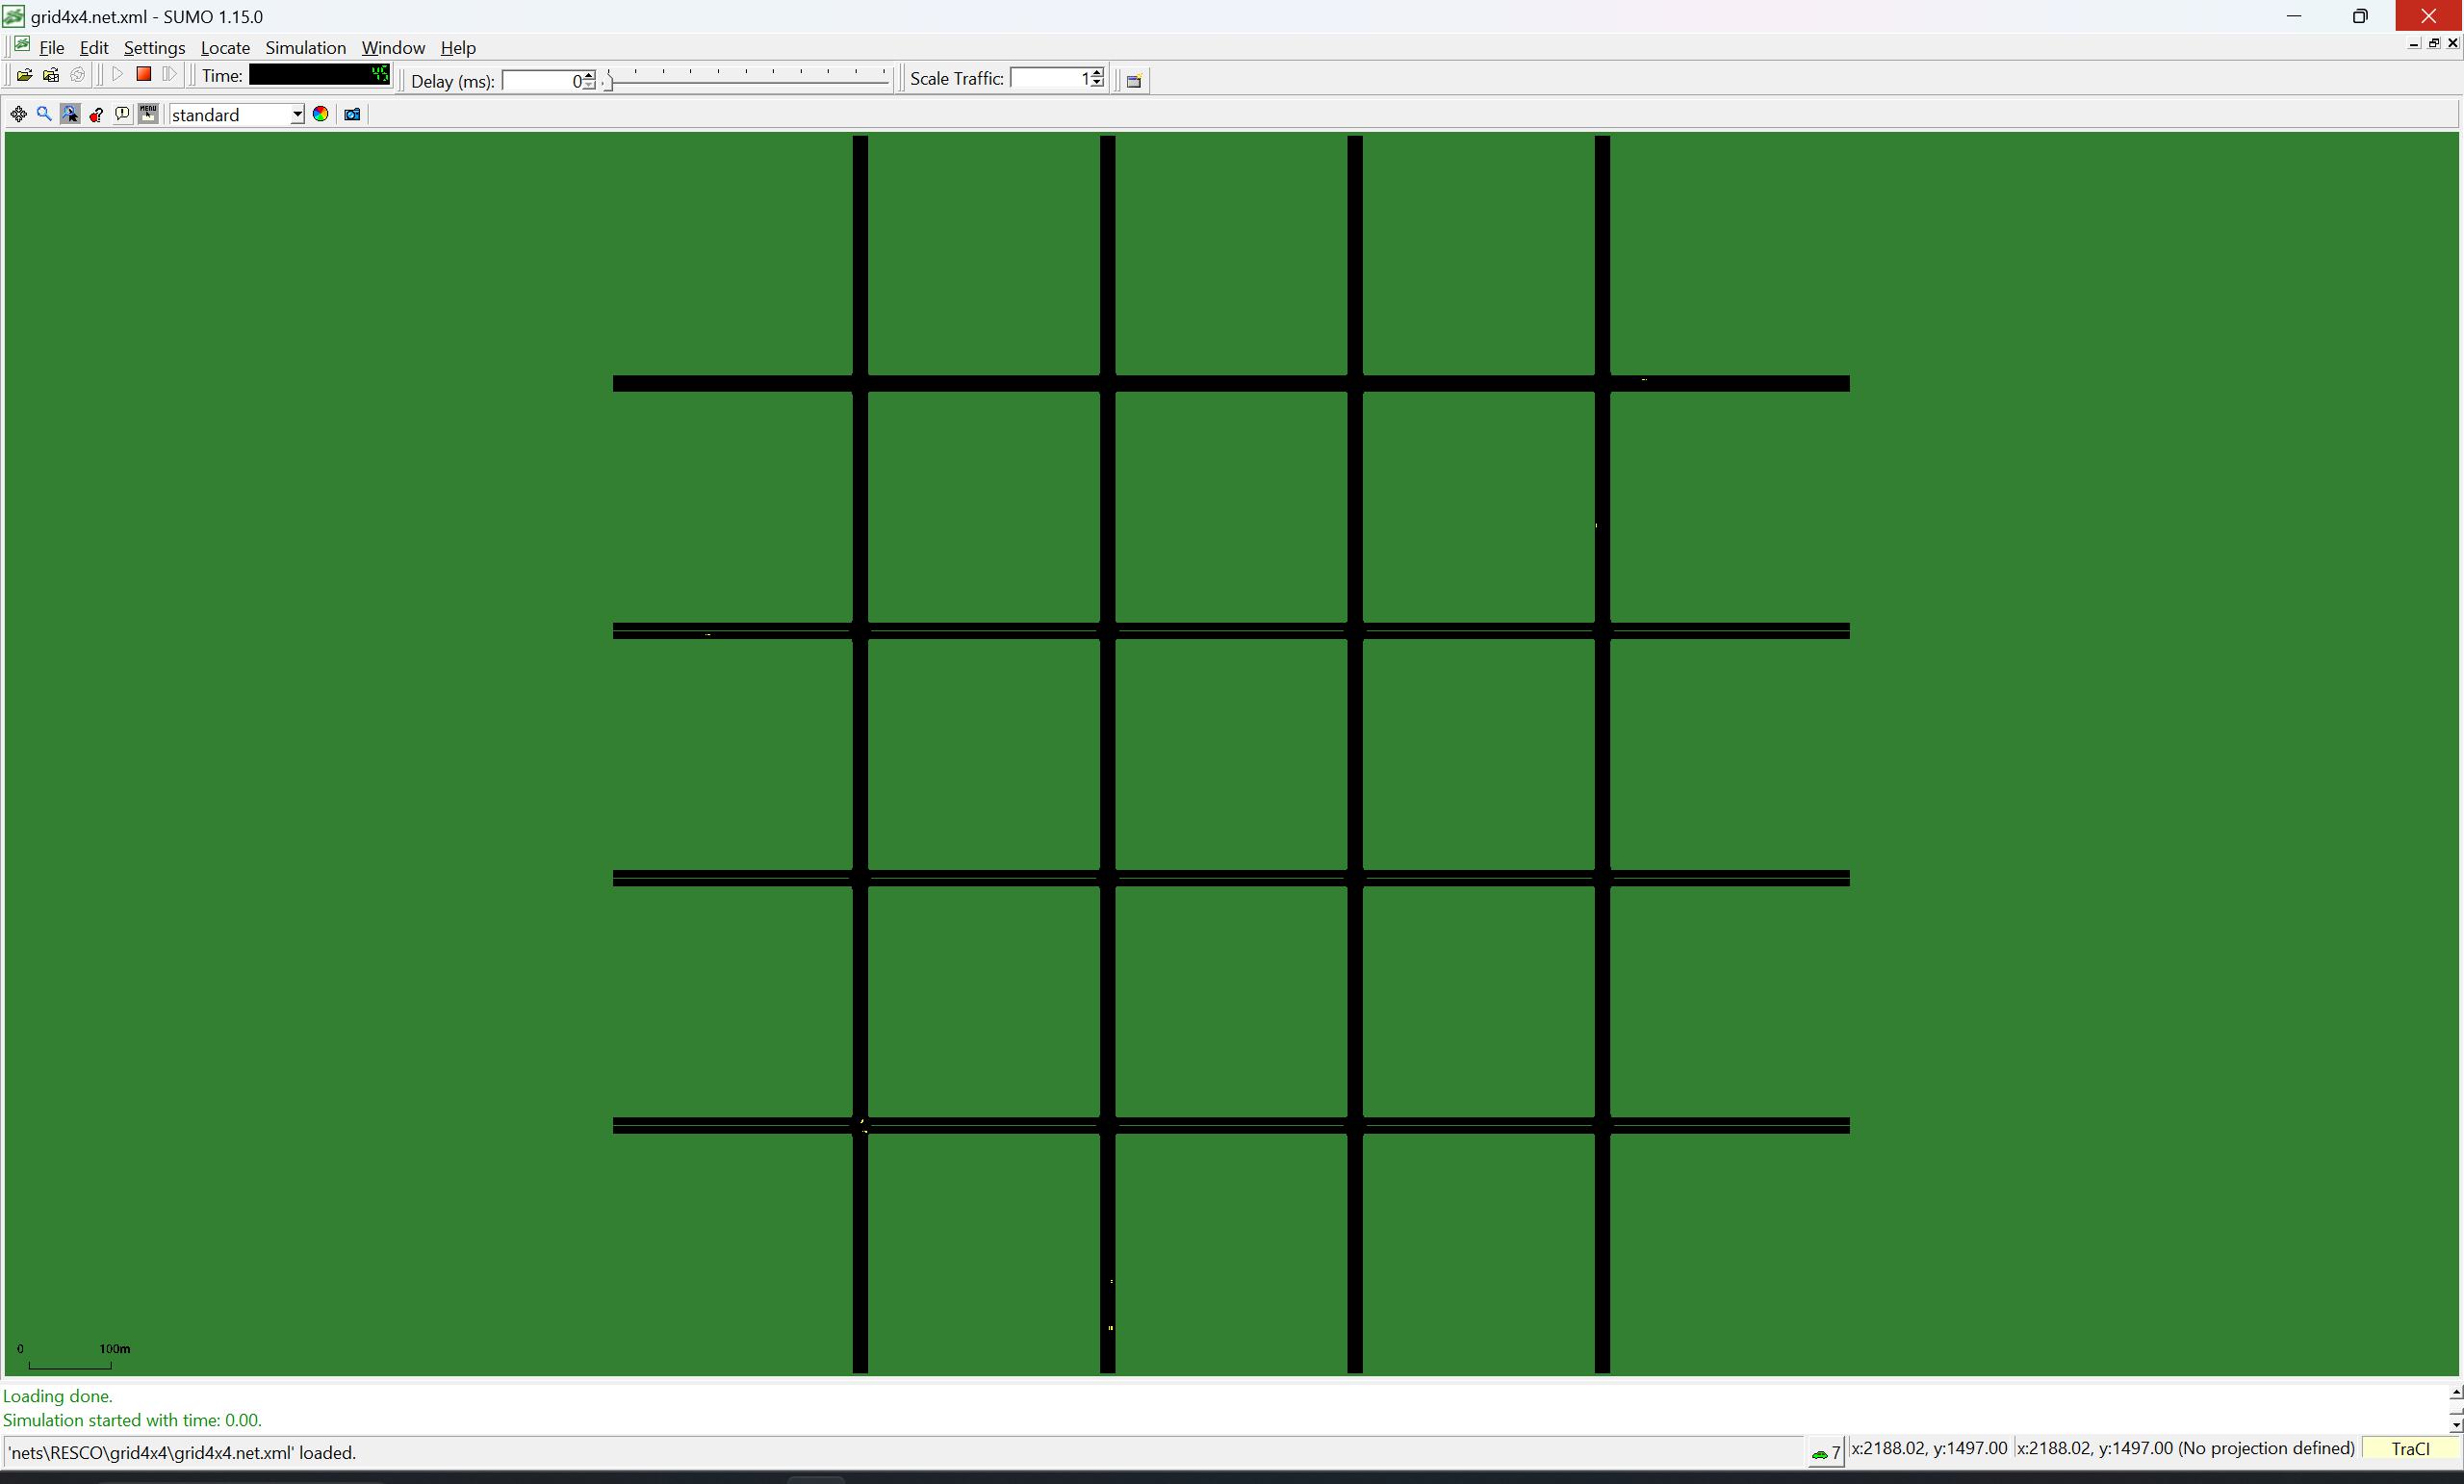 grid4x4.net.xml - SUMO 1.15.0
File Edit Settings Locate Simulation Window Help
Time: 45 Delay (ms): 0 Scale Traffic: 1
MENU standard
0 100m
Loading done.
Simulation started with time: 0.00.
'nets\RESCO\grid4x4\grid4x4.net.xml' loaded. 7 x:2188.02, y:1497.00 x:2188.02, y:1497.00 (No projection defined) TraCI